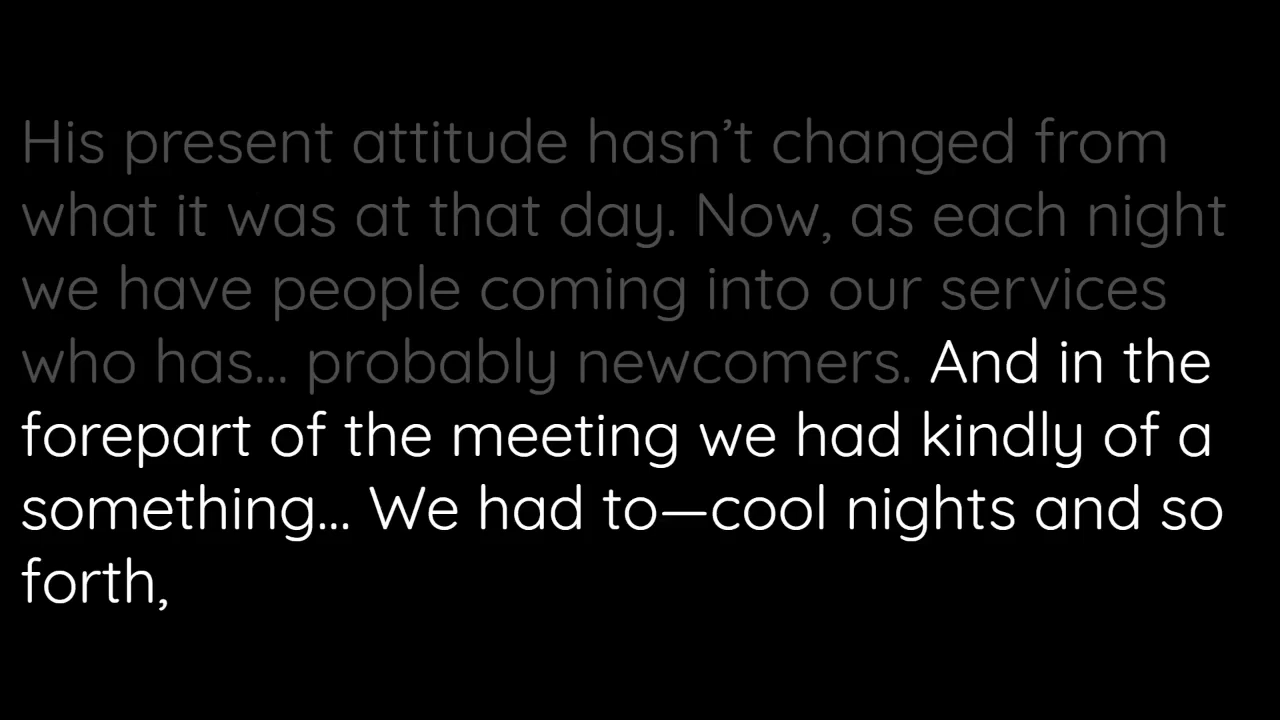 His present attitude hasn’t changed from
what it was at that day. Now, as each night
we have people coming into our services
who has... probably newcomers. And in the
forepart of the meeting we had kindly of a
something... We had to—cool nights and so
forth,